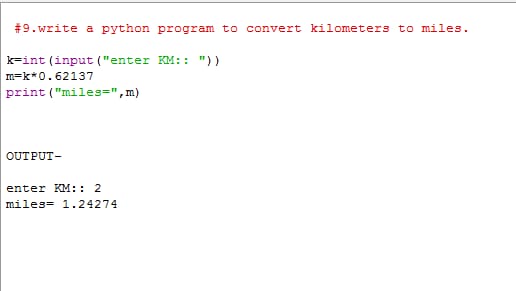 #9.write a python program to convert kilometers to miles.
k=int(input("enter KM:: "))
m=k*0.62137
print("miles=",m)
OUTPUT-
enter KM:: 2
miles= 1.24274